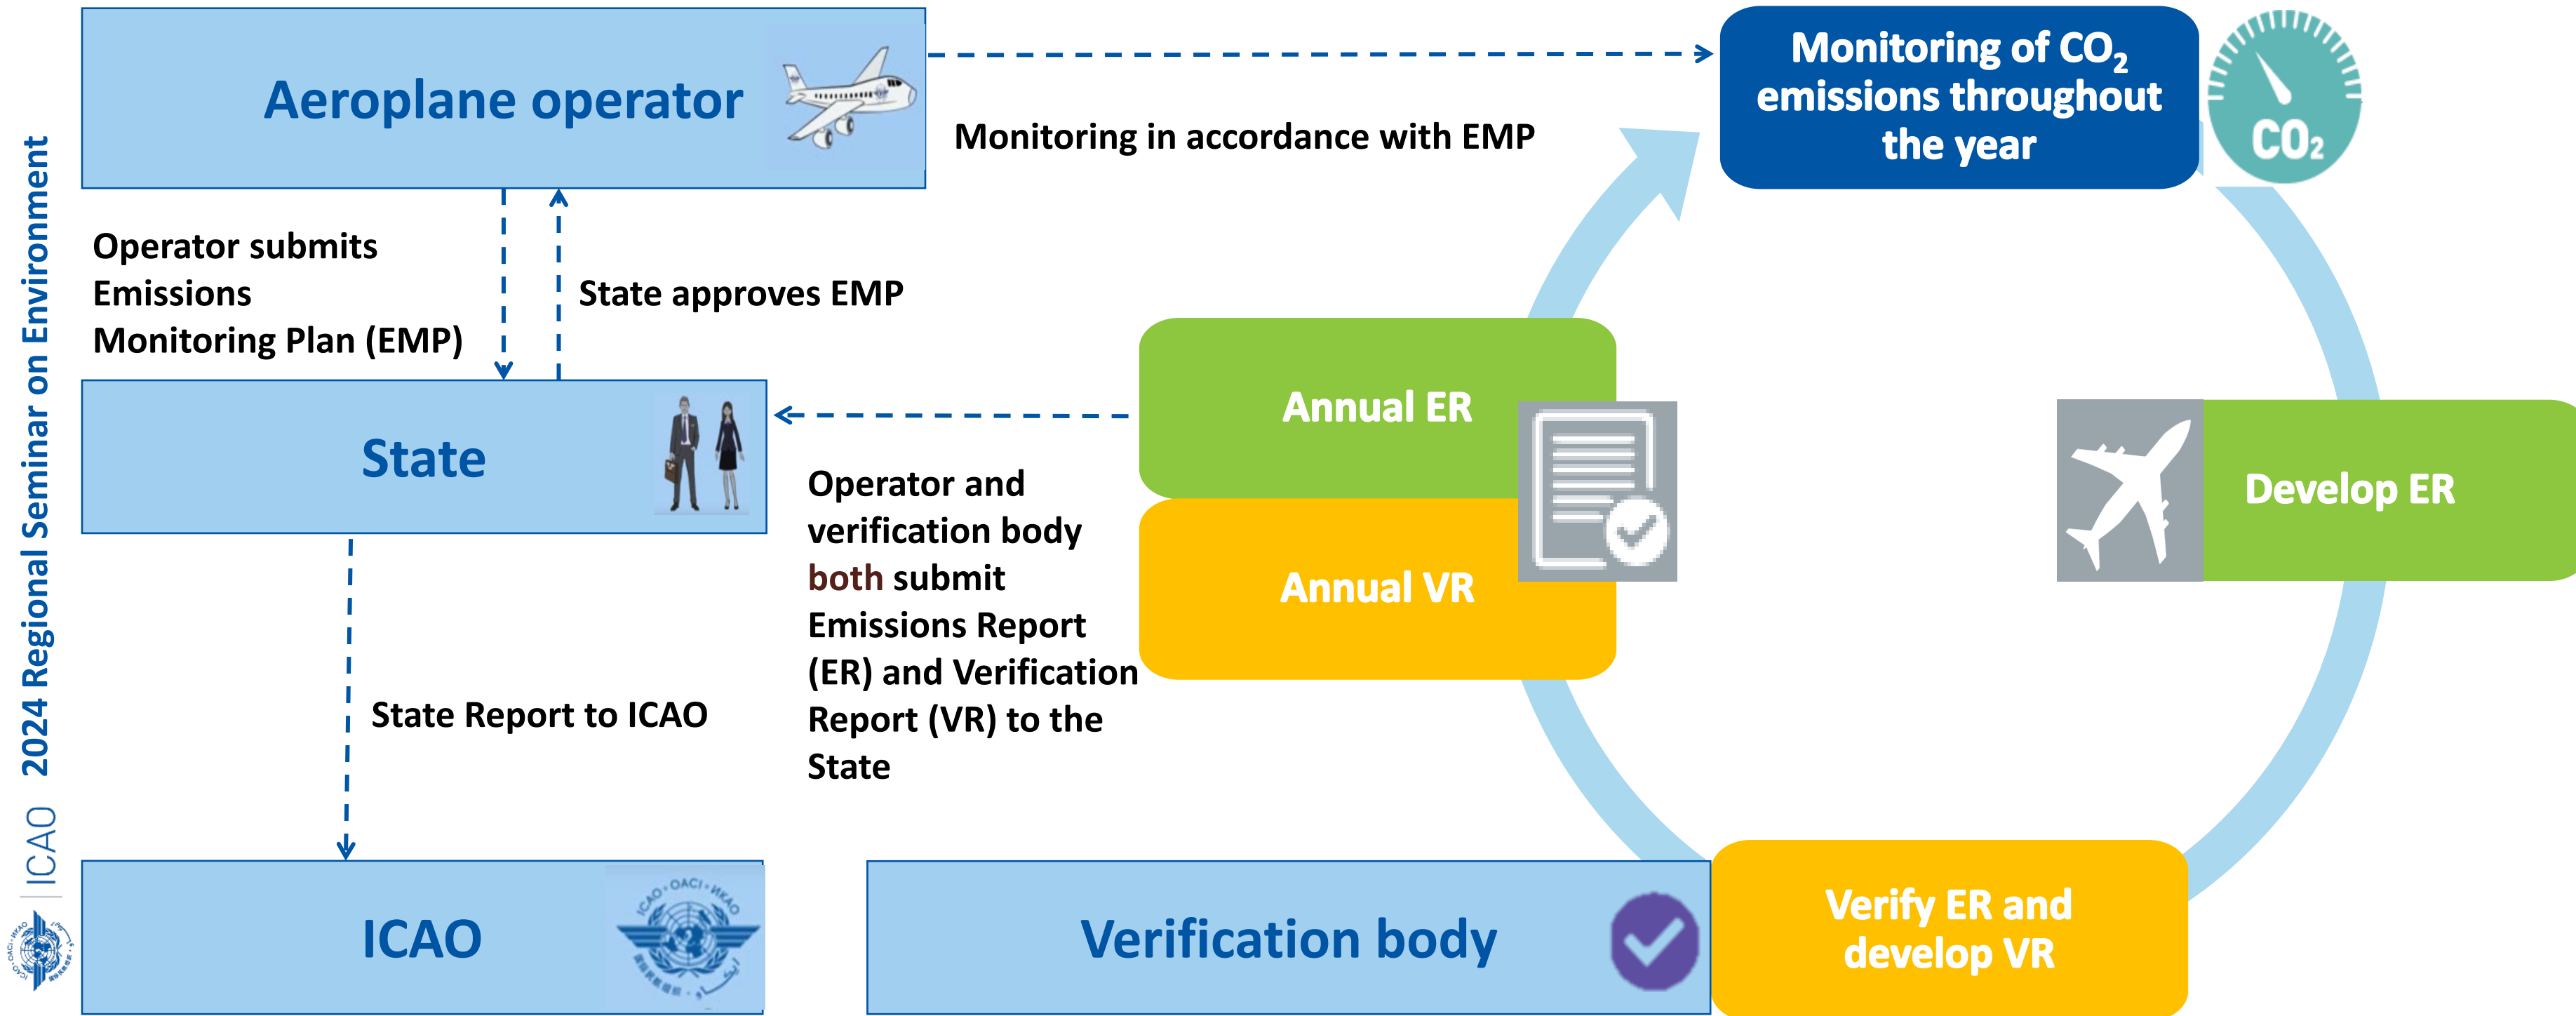 Aeroplane operator
Monitoring in accordance with EMP
Monitoring of CO₂
emissions throughout
the year
CO₂
Operator submits
Emissions
Monitoring Plan (EMP)
State approves EMP
State
Annual ER
Annual VR
Operator and
verification body
both submit
Emissions Report
(ER) and Verification
Report (VR) to the
State
Develop ER
State Report to ICAO
ICAO
ICAO • OACI • ИКАО
Verification body
Verify ER and
develop VR
ICAO 2024 Regional Seminar on Environment